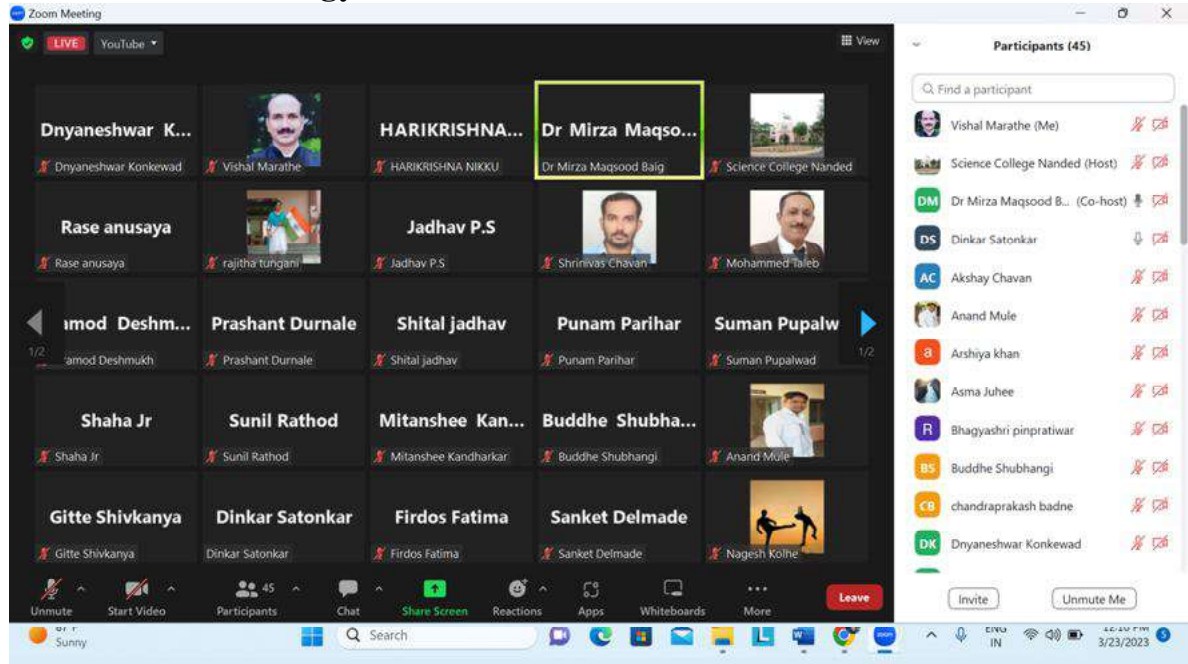 Zoom Meeting
LIVE YouTube
View
Dnyaneshwar K...
HARIKRISHNA...
Dr Mirza Maqso...
Dnyaneshwar Konkewad
Vishal Marathe
HARIKRISHNA NIKKU
Dr Mirza Maqsood Baig
Science College Nanded
Rase anusaya
Jadhav P.S
Rase anusaya
rajitha tungani
Jadhav P.S
Shrinivas Chavan
Mohammed Taleb
amod Deshm...
Prashant Durnale
Shital jadhav
Punam Parihar
Suman Pupalw
1/2
amod Deshmukh
Prashant Durnale
Shital jadhav
Punam Parihar
Suman Pupalwad
1/2
Shaha Jr
Sunil Rathod
Mitanshee Kan...
Buddhe Shubha...
Shaha Jr
Sunil Rathod
Mitanshee Kandharkar
Buddhe Shubhangi
Anand Mule
Gitte Shivkanya
Dinkar Satonkar
Firdos Fatima
Sanket Delmade
Gitte Shivkanya
Dinkar Satonkar
Firdos Fatima
Sanket Delmade
Nagesh Kolhe
45
Unmute
Start Video
Participants
Chat
Share Screen
Reactions
Apps
Whiteboards
More
Leave
Participants (45)
Find a participant
Vishal Marathe (Me)
Science College Nanded (Host)
DM Dr Mirza Maqsood B... (Co-host)
DS Dinkar Satonkar
AC Akshay Chavan
Anand Mule
a Arshiya khan
Asma Juhee
R Bhagyashri pinpratiwar
BS Buddhe Shubhangi
CB chandraprakash badne
DK Dnyaneshwar Konkewad
Invite
Unmute Me
Sunny
Search
ENG
IN
3/23/2023
5